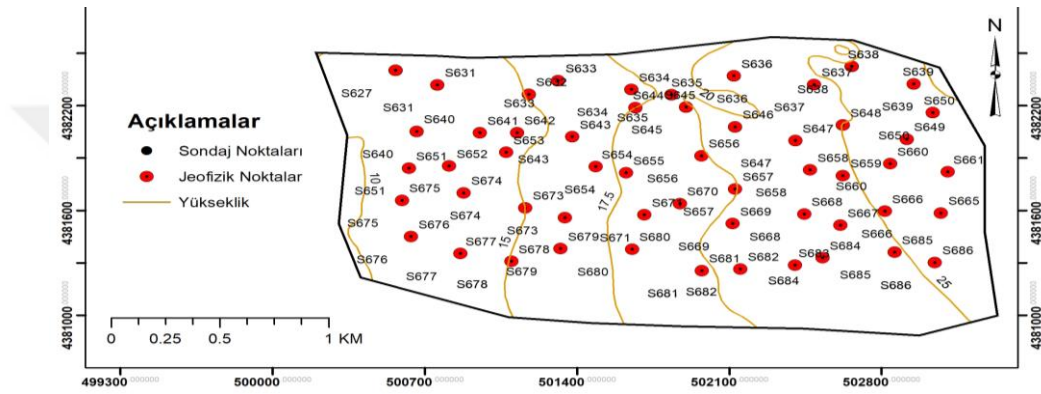 N
S638
S631
S633
S632
S634
S635
S636
S637
S639
S627
S644
S645
20
S636
S638
S631
S633
S634
S635
S637
S648
S639
S650
S640
S641
S642
S643
S645
S646
S647
S650
S649
S653
S656
S640
S651
S652
S643
S654
S655
S647
S658
S659
S660
S661
10
S656
S657
S660
S651
S675
S674
S654
S670
S658
S673
17.5
S671
S657
S668
S666
S665
S675
S676
S674
S669
S667
S673
S668
S666
15
S678
S679
S671
S680
S669
S684
S685
S676
S677
S681
S682
S683
S686
S677
S679
S680
S684
S685
25
S678
S681
S682
S686
Açıklamalar
Sondaj Noktaları
Jeofizik Noktalar
Yükseklik
0 0.25 0.5 1 KM
4382200
4381600
4381000
4382200
4381600
4381000
499300 500000 500700 501400 502100 502800